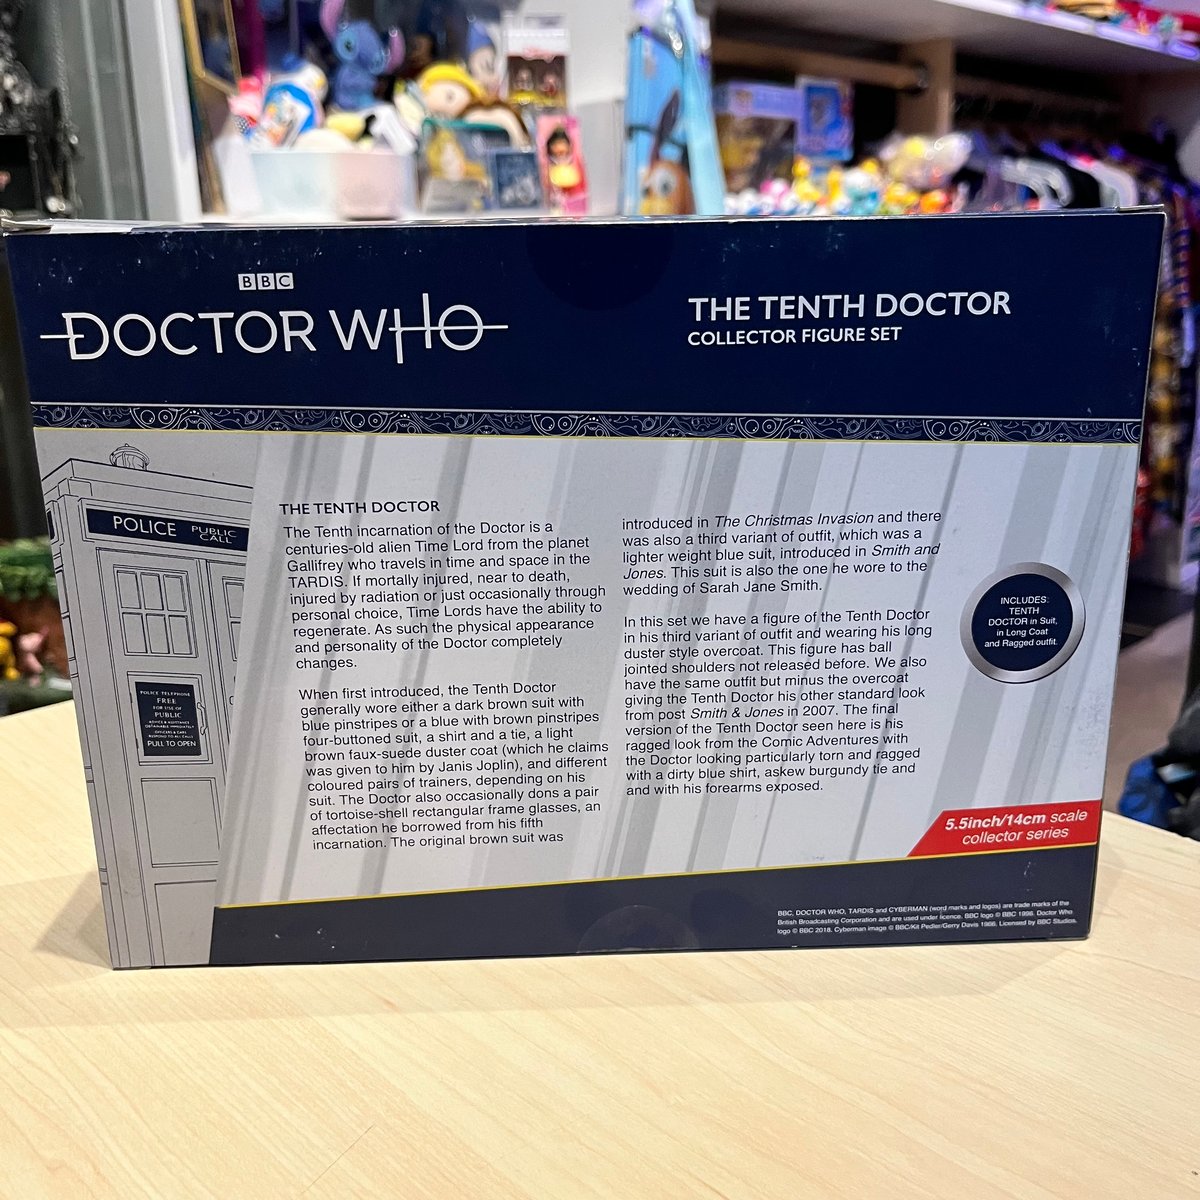 BBC
DOCTOR WHO
THE TENTH DOCTOR
COLLECTOR FIGURE SET
POLICE PUBLIC CALL
POLICE TELEPHONE
FREE
FOR USE OF
PUBLIC
ADVICE & ASSISTANCE
OBTAINABLE IMMEDIATELY
OFFICERS & CARS
RESPOND TO ALL CALLS
PULL TO OPEN
THE TENTH DOCTOR
The Tenth incarnation of the Doctor is a
centuries-old alien Time Lord from the planet
Gallifrey who travels in time and space in the
TARDIS. If mortally injured, near to death,
injured by radiation or just occasionally through
personal choice, Time Lords have the ability to
regenerate. As such the physical appearance
and personality of the Doctor completely
changes.
When first introduced, the Tenth Doctor
generally wore either a dark brown suit with
blue pinstripes or a blue with brown pinstripes
four-buttoned suit, a shirt and a tie, a light
brown faux-suede duster coat (which he claims
was given to him by Janis Joplin), and different
coloured pairs of trainers, depending on his
suit. The Doctor also occasionally dons a pair
of tortoise-shell rectangular frame glasses, an
affectation he borrowed from his fifth
incarnation. The original brown suit was
introduced in The Christmas Invasion and there
was also a third variant of outfit, which was a
lighter weight blue suit, introduced in Smith and
Jones. This suit is also the one he wore to the
wedding of Sarah Jane Smith.
In this set we have a figure of the Tenth Doctor
in his third variant of outfit and wearing his long
duster style overcoat. This figure has ball
jointed shoulders not released before. We also
have the same outfit but minus the overcoat
giving the Tenth Doctor his other standard look
from post Smith & Jones in 2007. The final
version of the Tenth Doctor seen here is his
ragged look from the Comic Adventures with
the Doctor looking particularly torn and ragged
with a dirty blue shirt, askew burgundy tie and
and with his forearms exposed.
INCLUDES:
TENTH
DOCTOR in Suit,
in Long Coat
and Ragged outfit.
5.5inch/14cm scale
collector series
BBC, DOCTOR WHO, TARDIS and CYBERMAN (word marks and logos) are trade marks of the
British Broadcasting Corporation and are used under licence. BBC logo © BBC 1996. Doctor Who
logo © BBC 2018. Cyberman image © BBC/Kit Pedler/Gerry Davis 1966. Licensed by BBC Studios.